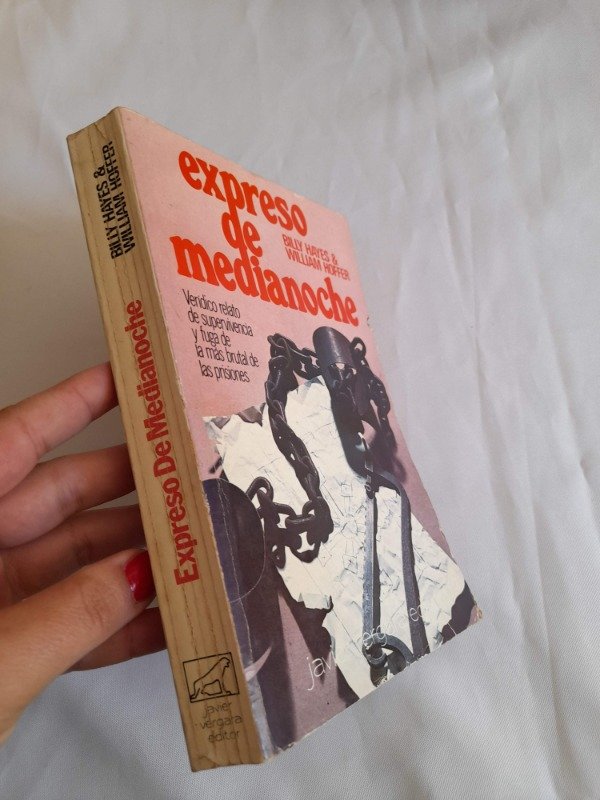 BILLY HAYES &
WILLIAM HOFFER
Expreso De Medianoche
javier
vergara
editor
expreso
de
medianoche
BILLY HAYES &
WILLIAM HOFFER
Verídico relato
de supervivencia
y fuga de
la más brutal de
las prisiones